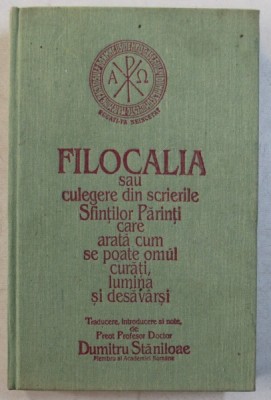 Α Ω
FILOCALIA
sau
culegere din scrierile
Sfinților Părinți
care
arată cum
se poate omul
curăți,
lumina
și desăvârși
Traducere, introducere și note,
de
Preot Profesor Doctor
Dumitru Stăniloae
Membru al Academiei Române